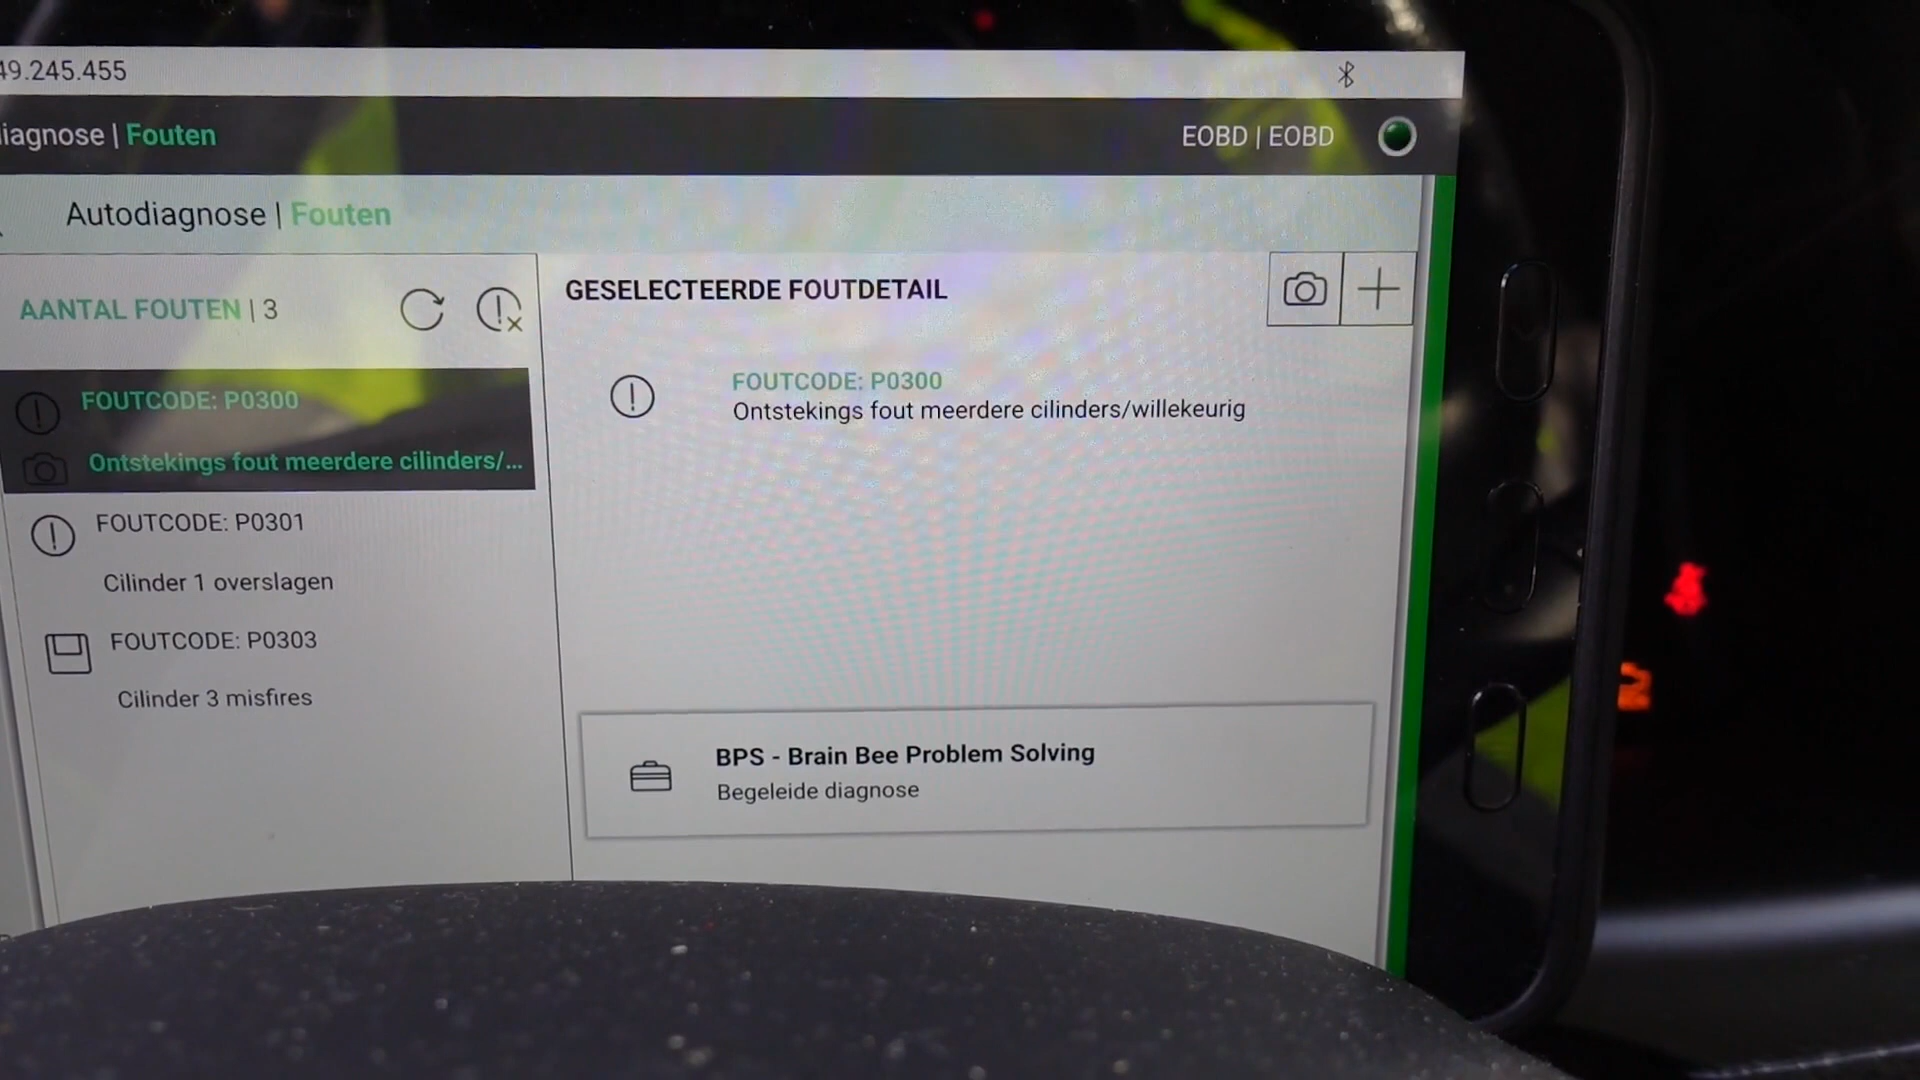 49.245.455
iagnose | Fouten
EOBD | EOBD
Autodiagnose | Fouten
AANTAL FOUTEN | 3
FOUTCODE: P0300
Ontstekings fout meerdere cilinders/...
FOUTCODE: P0301
Cilinder 1 overslagen
FOUTCODE: P0303
Cilinder 3 misfires
GESELECTEERDE FOUTDETAIL
FOUTCODE: P0300
Ontstekings fout meerdere cilinders/willekeurig
BPS - Brain Bee Problem Solving
Begeleide diagnose